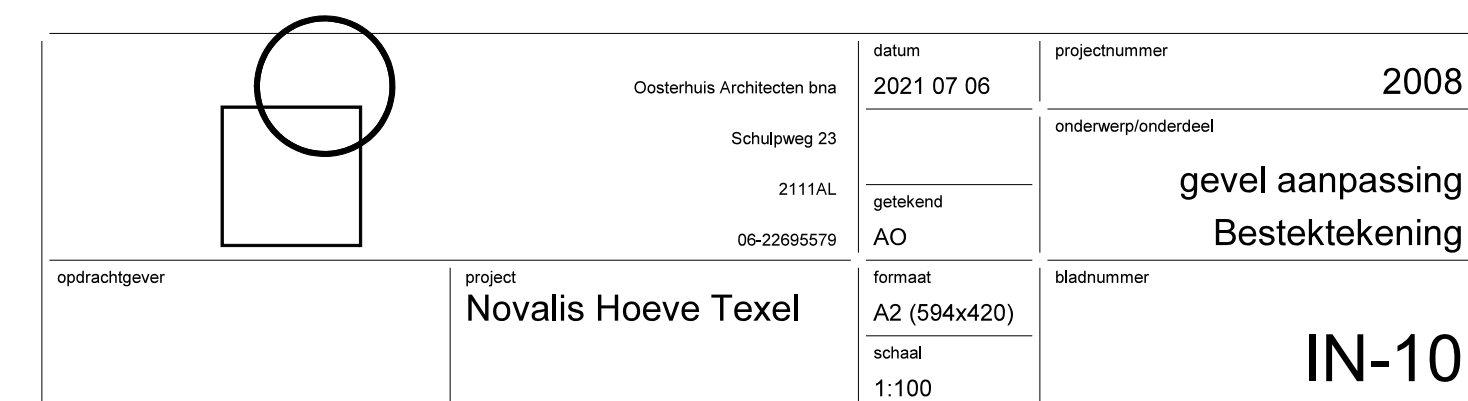 Oosterhuis Architecten bna
Schulpweg 23
2111AL
06-22695579
datum
2021 07 06
projectnummer
2008
onderwerp/onderdeel
gevel aanpassing
Bestektekening
getekend
AO
opdrachtgever
project
Novalis Hoeve Texel
formaat
A2 (594x420)
schaal
1:100
bladnummer
IN-10